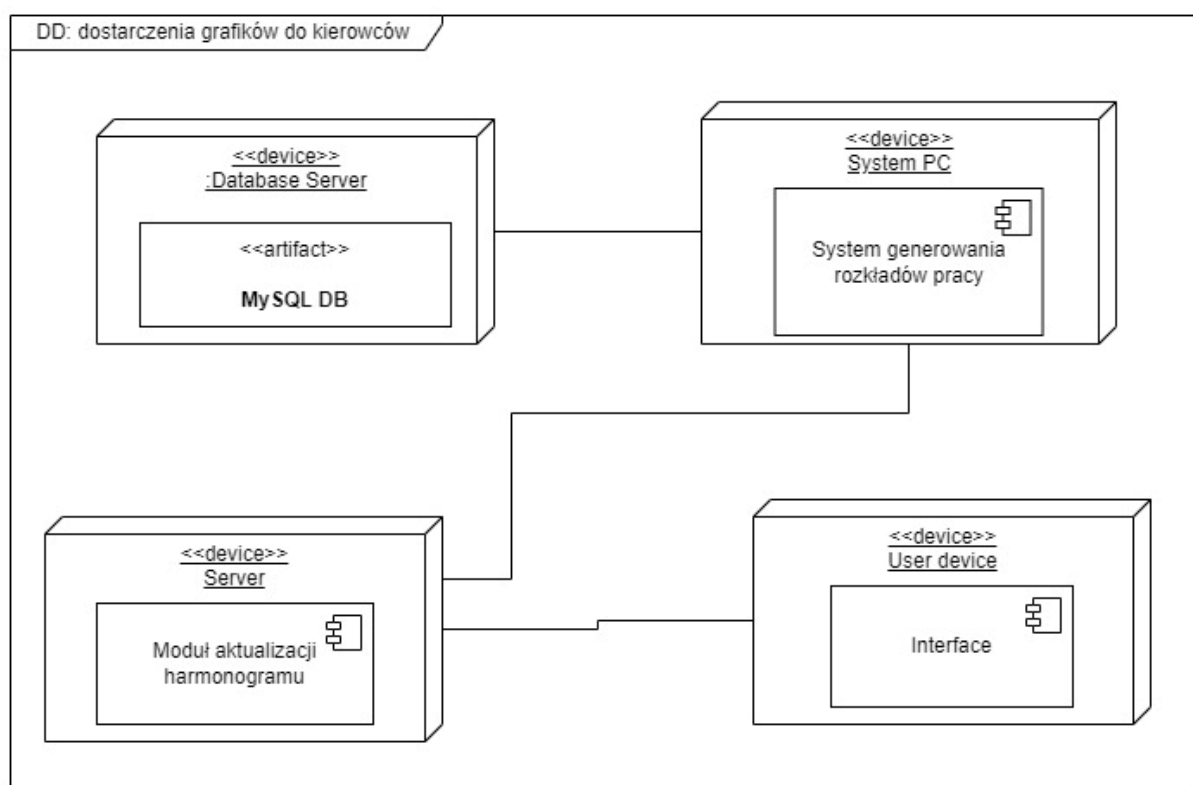 DD: dostarczenia grafików do kierowców
<<device>>
:Database Server
<<artifact>>
MySQL DB
<<device>>
System PC
System generowania
rozkładów pracy
<<device>>
Server
Moduł aktualizacji
harmonogramu
<<device>>
User device
Interface